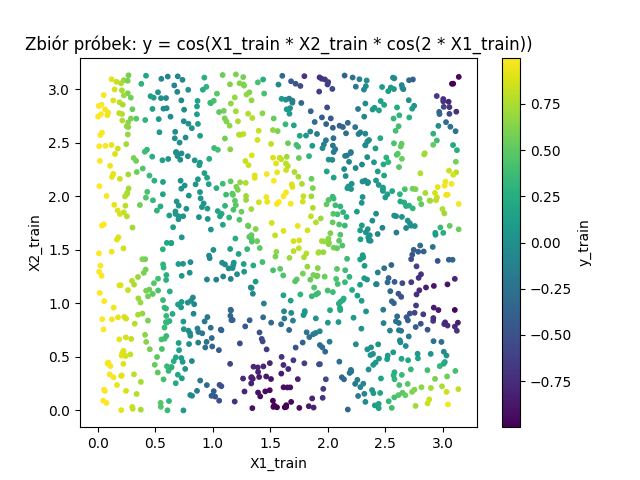 Zbiór próbek: y = cos(X1_train * X2_train * cos(2 * X1_train))
3.0
2.5
2.0
1.5
1.0
0.5
0.0
X2_train
0.0 0.5 1.0 1.5 2.0 2.5 3.0
X1_train
0.75
0.50
0.25
0.00
−0.25
−0.50
−0.75
y_train